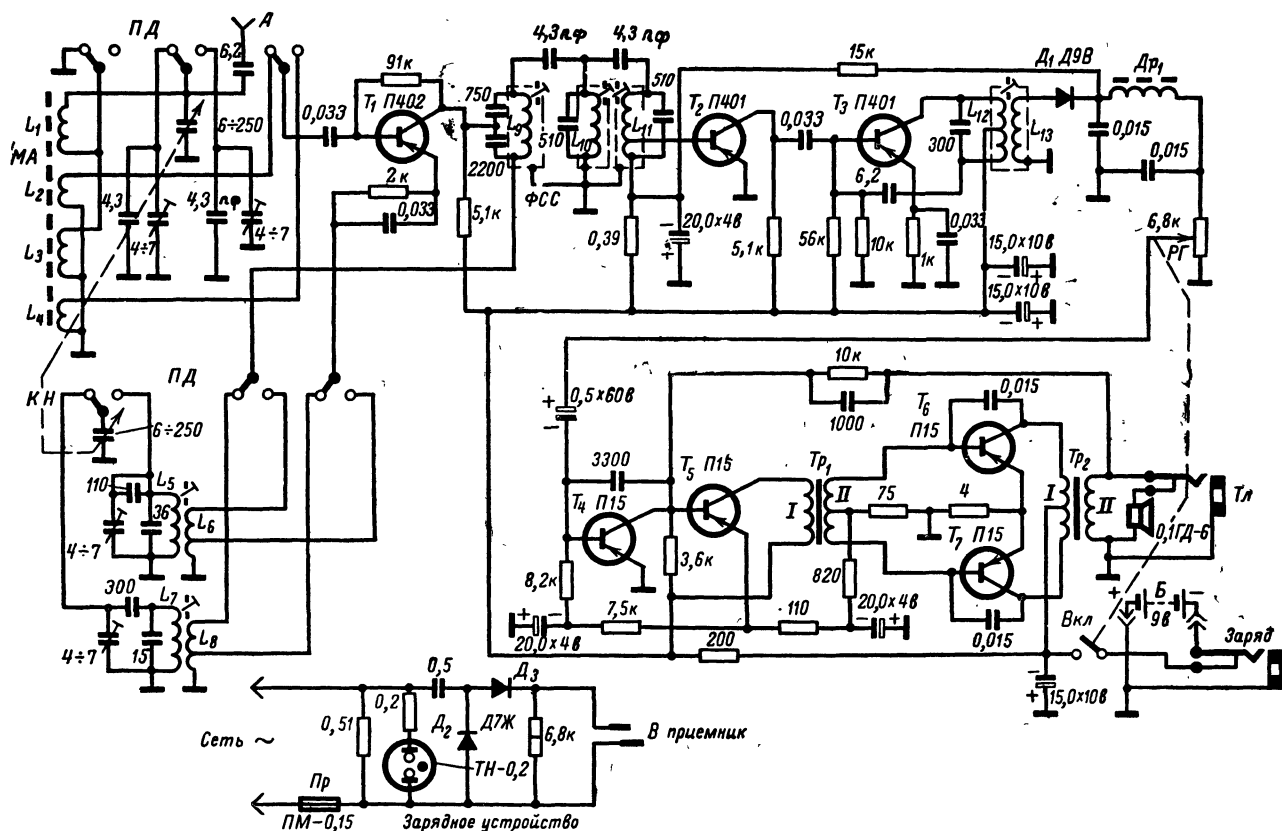 ПД
А
6,2
L1
МА
L2
L3
L4
6÷250
4,3
4÷7
4,3 пф
4÷7
0,033
91к
T1 П402
2к
0,033
5,1к
4,3 пф
4,3 пф
750
2200
L9
510
L10
L11
510
ФСС
0,39
20,0×4в
T2 П401
15к
0,033
5,1к
56к
T3 П401
6,2
10к
1к
0,033
L12
300
L13
Д1 Д9В
Др1
0,015
0,015
6,8к
РГ
15,0×10в
15,0×10в
ПД
КН
6÷250
110
L5
36
4÷7
L6
300
L7
4÷7
15
L8
0,5×60в
3300
T4 П15
8,2к
20,0×4в
7,5к
T5 П15
3,6к
10к
1000
Тр1
I
II
75
4
820
110
20,0×4в
200
T6
П15
0,015
T7 П15
0,015
Тр2
I
II
0,1ГД-6
Тл
Б
9в
Вкл
Заряд
15,0×10в
Сеть ~
0,51
0,2
0,5
Д3
Д2
Д7Ж
6,8к
ТН-0,2
В приемник
Пр
ПМ-0,15
Зарядное устройство